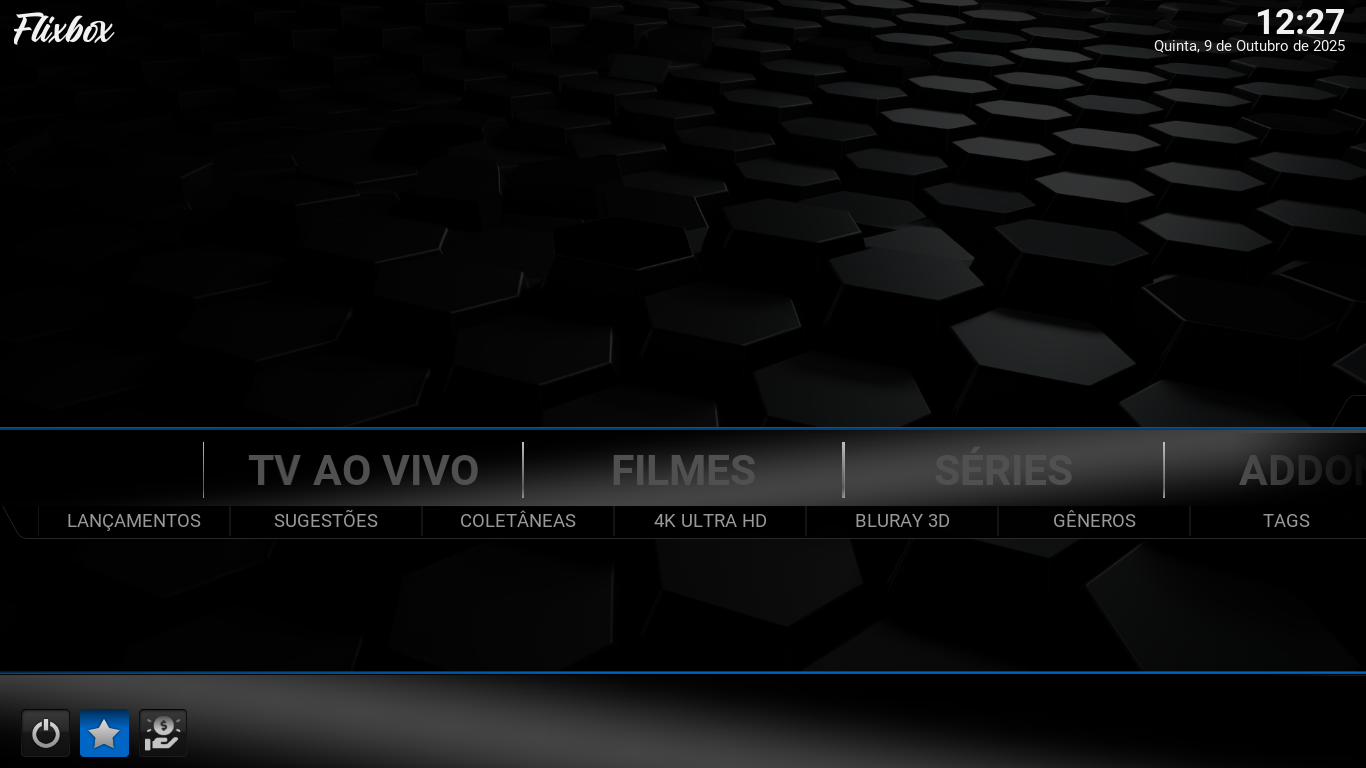 Flixbox
12:27
Quinta, 9 de Outubro de 2025
TV AO VIVO FILMES SÉRIES
LANÇAMENTOS SUGESTÕES COLETÂNEAS 4K ULTRA HD BLURAY 3D GÊNEROS TAGS